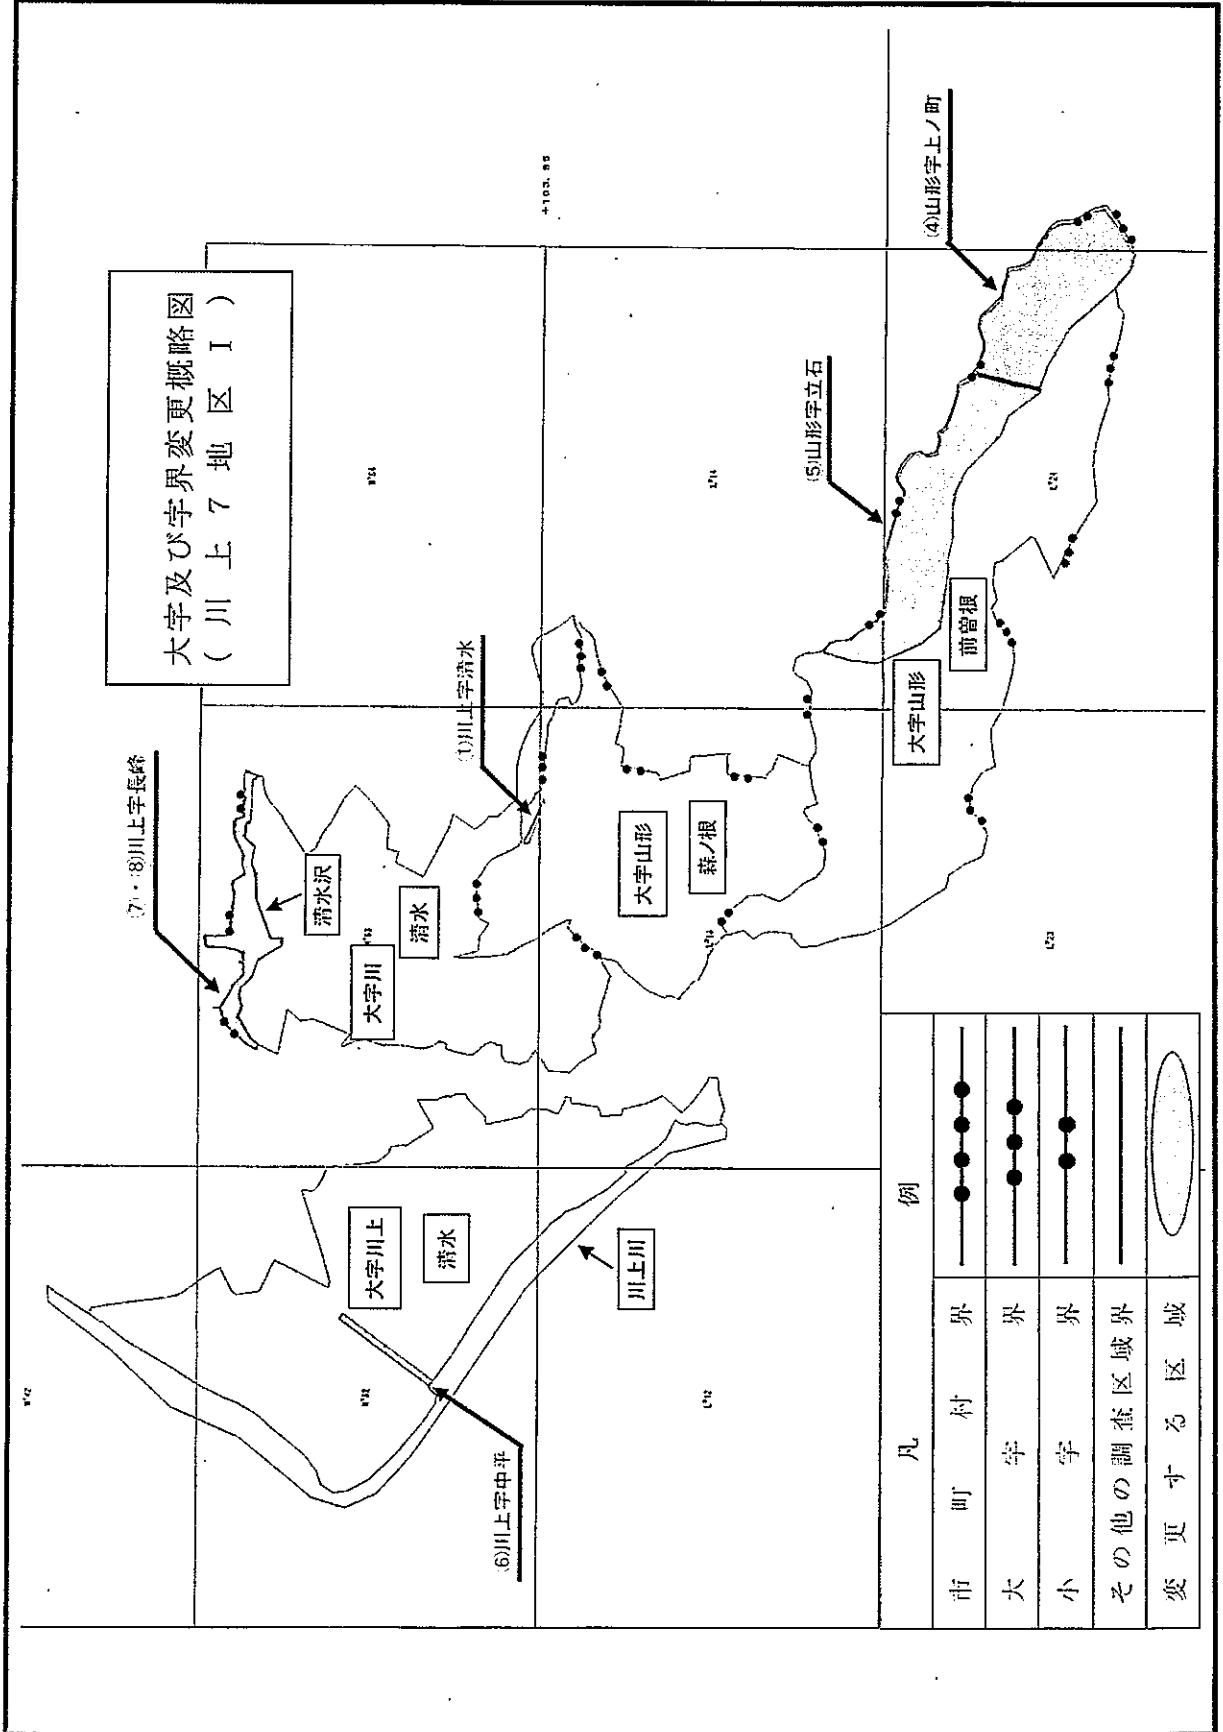 大字及び字界変更概略図
（川上７地区Ⅰ）
+103.95
(7)・(8)川上字長峰
(1)川上字清水
(5)山形字立石
(4)山形字上ノ町
(6)川上字中平
清水沢
清水
大字川
大字川上
清水
川上川
大字山形
蒜ノ根
大字山形
前曽根
凡例
市町村界
大字界
小字界
その他の調査区域界
変更する区域